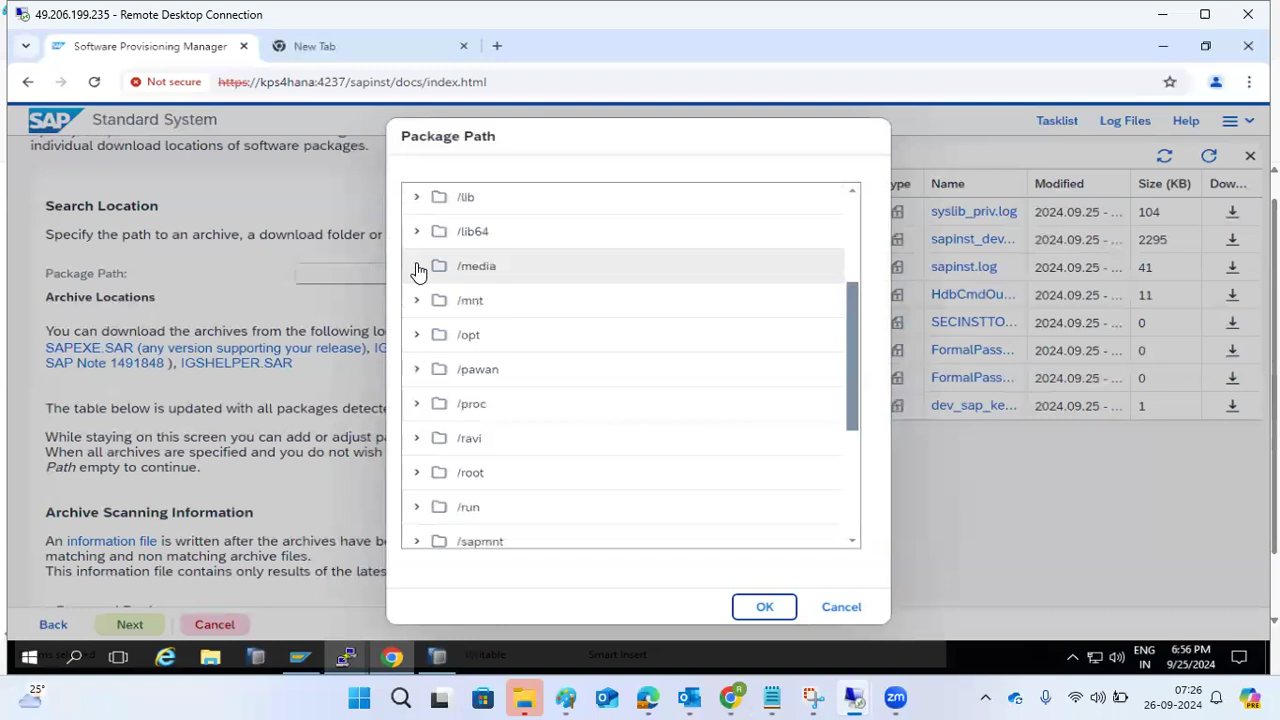 49.206.199.235 - Remote Desktop Connection
Software Provisioning Manager
New Tab
Not secure
https://kps4hana:4237/sapinst/docs/index.html
SAP
Standard System
Tasklist
Log Files
Help
individual download locations of software packages.
Search Location
Specify the path to an archive, a download folder or
Package Path:
Archive Locations
You can download the archives from the following lo
SAPEXE.SAR (any version supporting your release), IG
SAP Note 1491848 ), IGSHELPER.SAR
The table below is updated with all packages detecte
While staying on this screen you can add or adjust pa
When all archives are specified and you do not wish
Path empty to continue.
Archive Scanning Information
An information file is written after the archives have b
matching and non matching archive files.
This information file contains only results of the lates
Back
Next
Cancel
Package Path
/lib
/lib64
/media
/mnt
/opt
/pawan
/proc
/ravi
/root
/run
/sapmnt
OK
Cancel
ype
Name
Modified
Size (KB)
Dow...
syslib_priv.log
2024.09.25 - ...
104
sapinst_dev...
2024.09.25 - ...
2295
sapinst.log
2024.09.25 - ...
41
HdbCmdOu...
2024.09.25 - ...
11
SECINSTTO...
2024.09.25 - ...
0
FormalPass...
2024.09.25 - ...
0
FormalPass...
2024.09.25 - ...
0
dev_sap_ke...
2024.09.25 - ...
1
Writable
Smart Insert
ENG
IN
6:56 PM
9/25/2024
25°
07:26
26-09-2024
PRE
zm